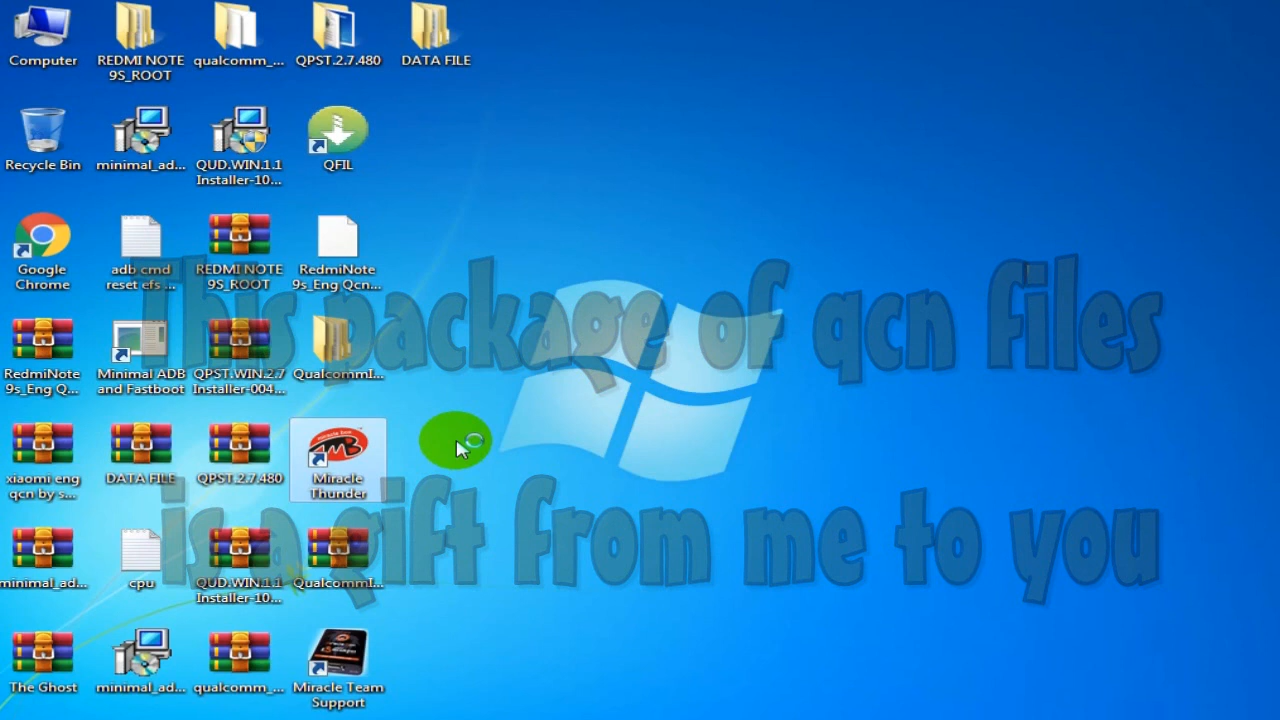 Computer
REDMI NOTE
9S_ROOT
qualcomm_...
QPST.2.7.480
DATA FILE
Recycle Bin
minimal_ad...
QUD.WIN.1.1
Installer-10...
QFIL
Google
Chrome
adb cmd
reset efs ...
REDMI NOTE
9S_ROOT
RedmiNote
9s_Eng Qcn...
This package of qcn files
RedmiNote
9s_Eng Q...
Minimal ADB
and Fastboot
QPST.WIN.2.7
Installer-004...
QualcommI...
xiaomi eng
qcn by s...
DATA FILE
QPST.2.7.480
Miracle
Thunder
is a gift from me to you
minimal_ad...
cpu
QUD.WIN.1.1
Installer-10...
QualcommI...
The Ghost
minimal_ad...
qualcomm_...
Miracle Team
Support